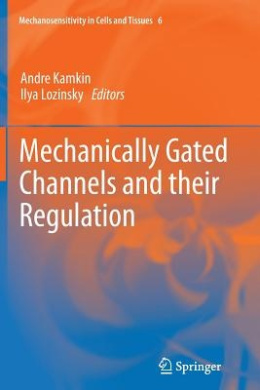 Mechanosensitivity in Cells and Tissues 6
Andre Kamkin
Ilya Lozinsky Editors
Mechanically Gated
Channels and their
Regulation
Springer